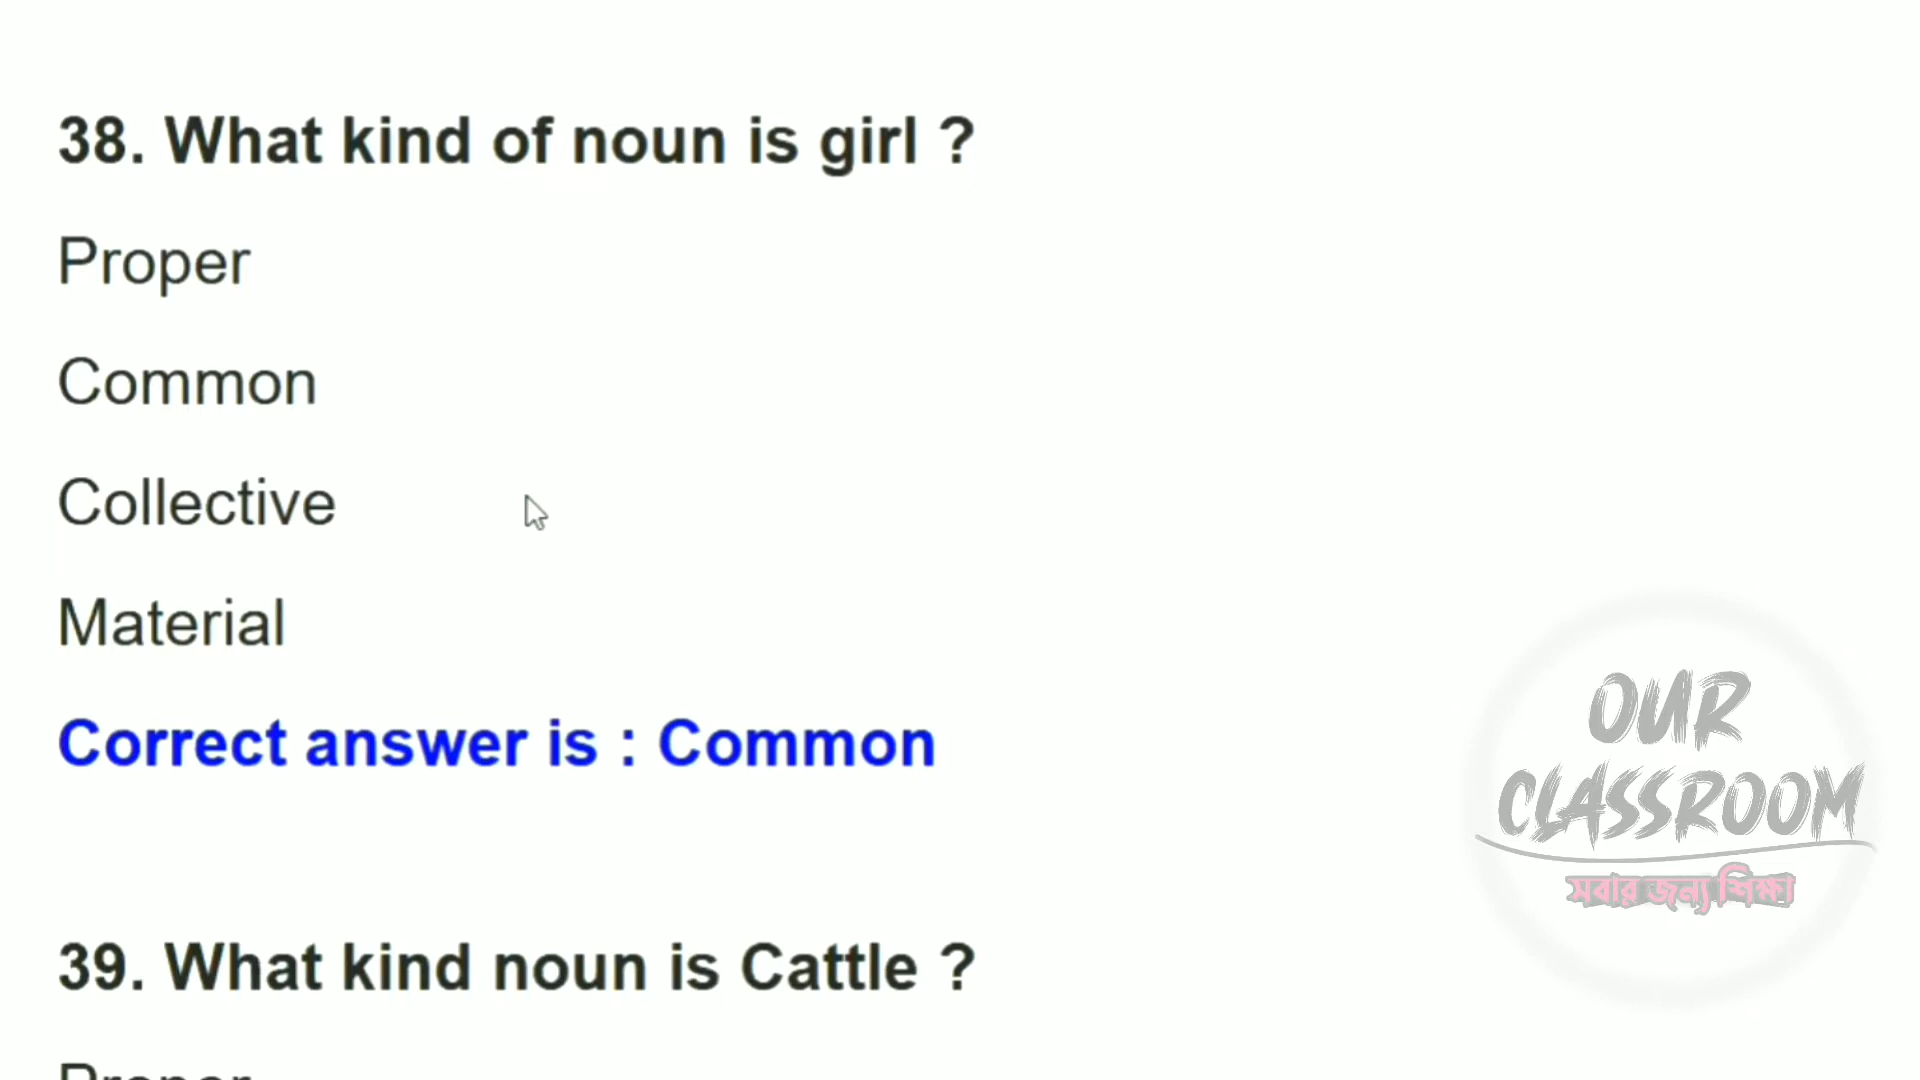 38. What kind of noun is girl ?
Proper
Common
Collective
Material
Correct answer is : Common
OUR
CLASSROOM
সবার জন্য শিক্ষা
39. What kind noun is Cattle ?
Proper